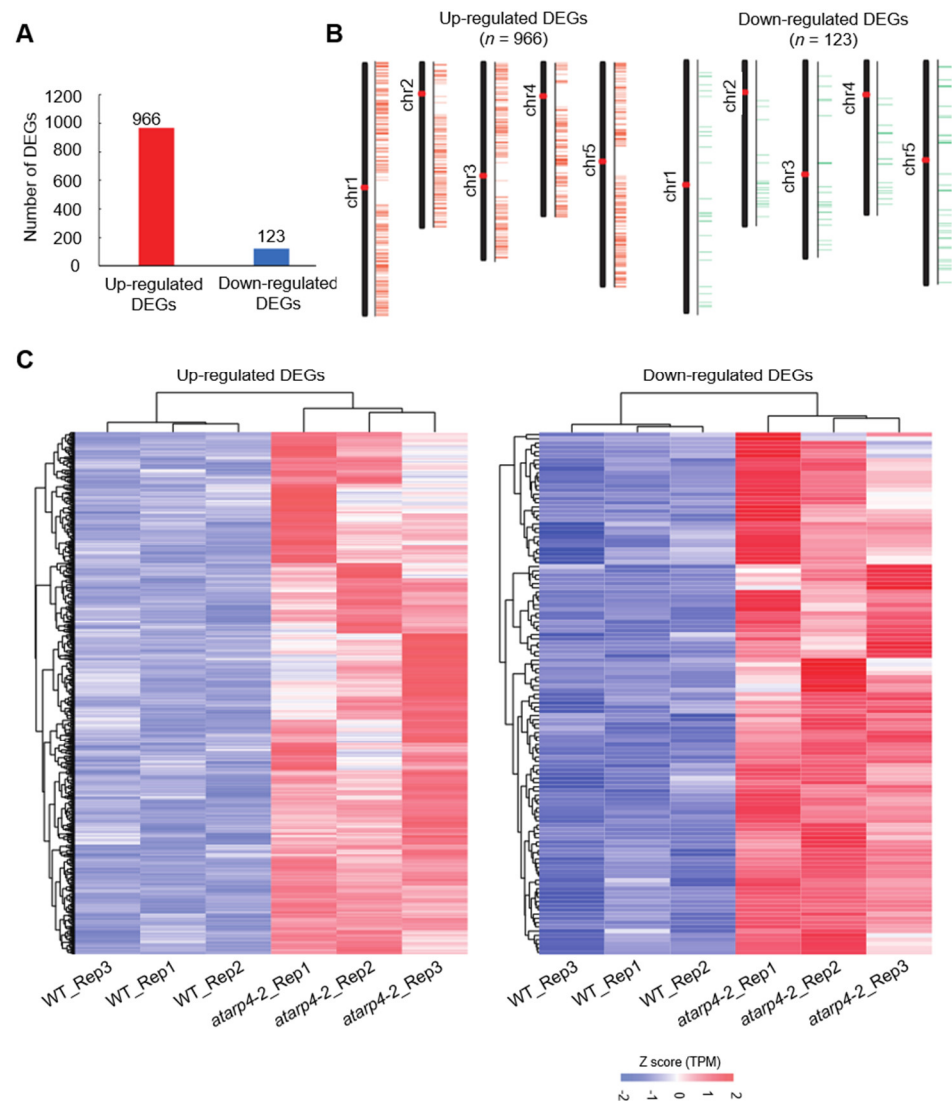 A
1200
1000
800
600
400
200
0
Number of DEGs
966
123
Up-regulated
DEGs
Down-regulated
DEGs
B
Up-regulated DEGs
(n = 966)
chr1
chr2
chr3
chr4
chr5
Down-regulated DEGs
(n = 123)
chr1
chr2
chr3
chr4
chr5
C
Up-regulated DEGs
WT_Rep3
WT_Rep1
WT_Rep2
atarp4-2_Rep1
atarp4-2_Rep2
atarp4-2_Rep3
Down-regulated DEGs
WT_Rep3
WT_Rep1
WT_Rep2
atarp4-2_Rep1
atarp4-2_Rep2
atarp4-2_Rep3
Z score (TPM)
-2 -1 0 1 2